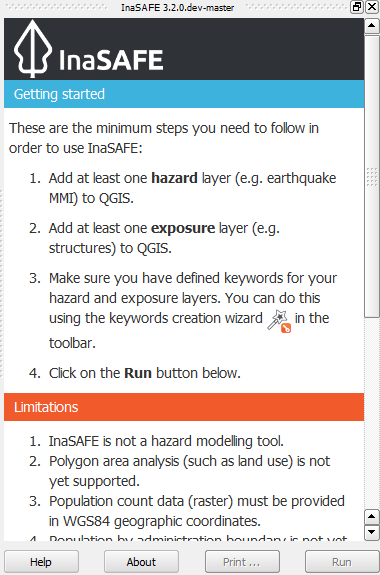 InaSAFE 3.2.0.dev-master
InaSAFE
Getting started
These are the minimum steps you need to follow in
order to use InaSAFE:
1. Add at least one hazard layer (e.g. earthquake
MMI) to QGIS.
2. Add at least one exposure layer (e.g.
structures) to QGIS.
3. Make sure you have defined keywords for your
hazard and exposure layers. You can do this
using the keywords creation wizard in the
toolbar.
4. Click on the Run button below.
Limitations
1. InaSAFE is not a hazard modelling tool.
2. Polygon area analysis (such as land use) is not
yet supported.
3. Population count data (raster) must be provided
in WGS84 geographic coordinates.
4. Population by administration boundary is not yet
Help About Print ... Run